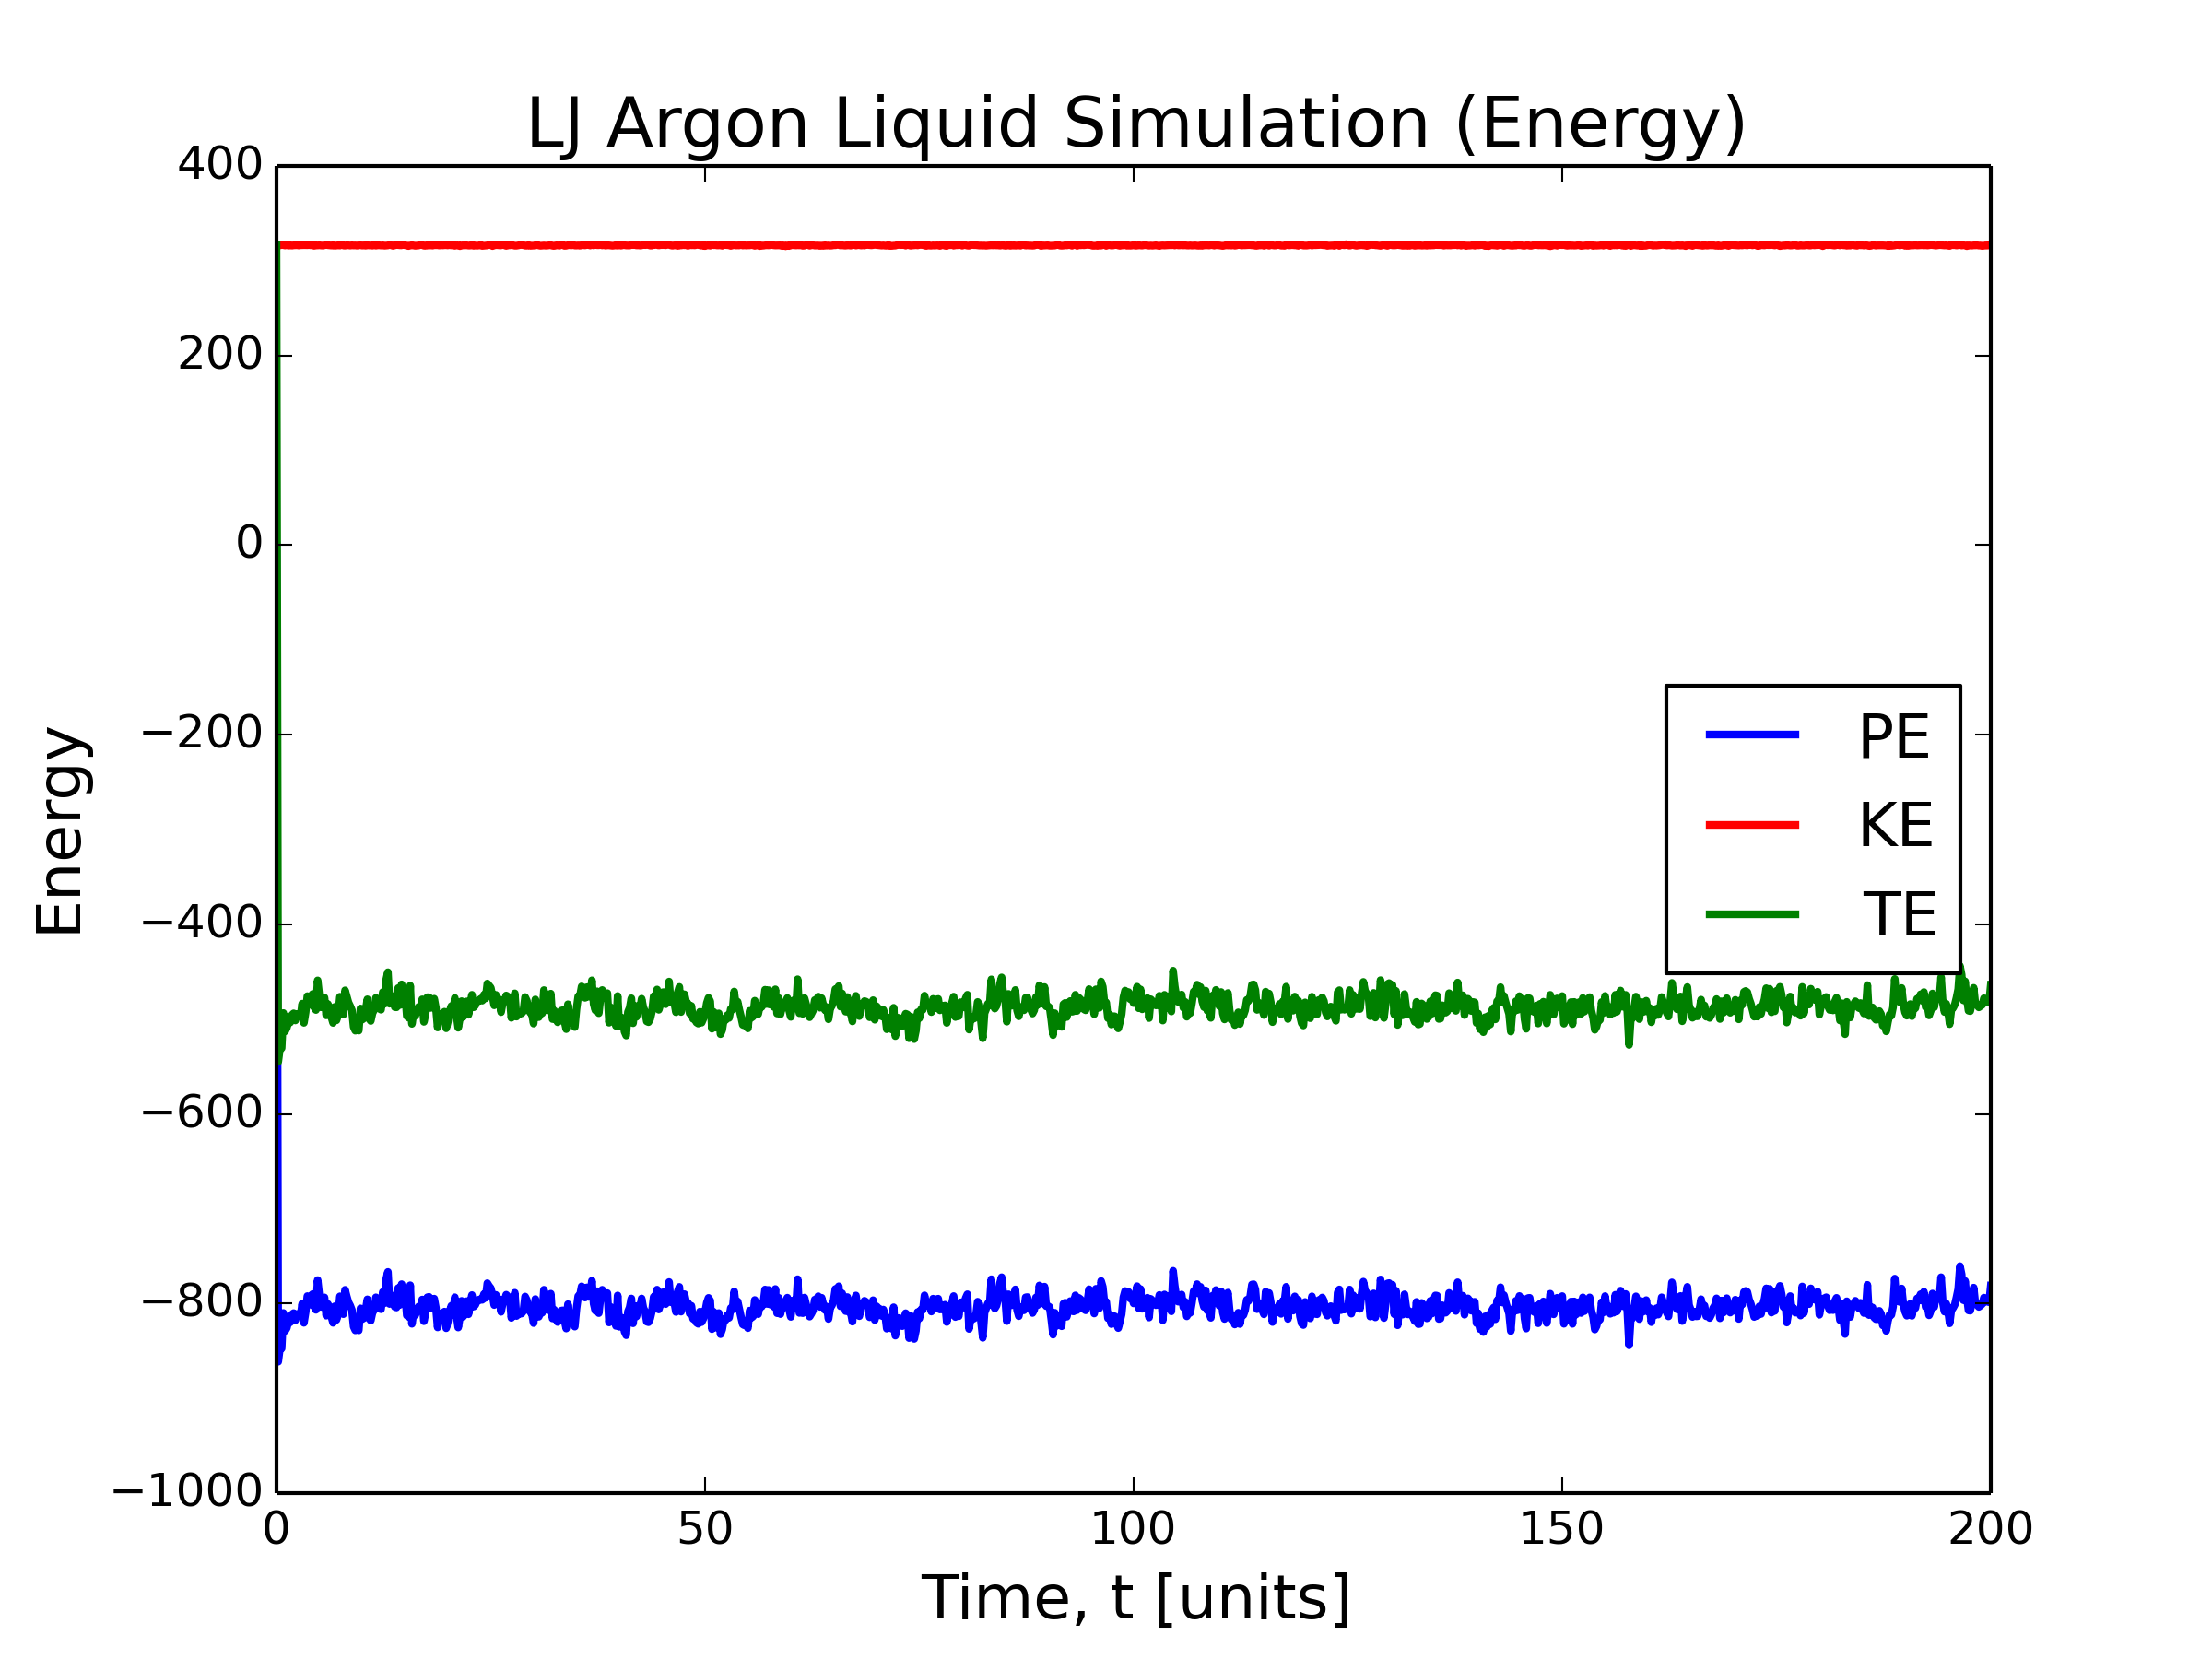 LJ Argon Liquid Simulation (Energy)
400
200
0
−200
−400
−600
−800
−1000
Energy
PE
KE
TE
0 50 100 150 200
Time, t [units]